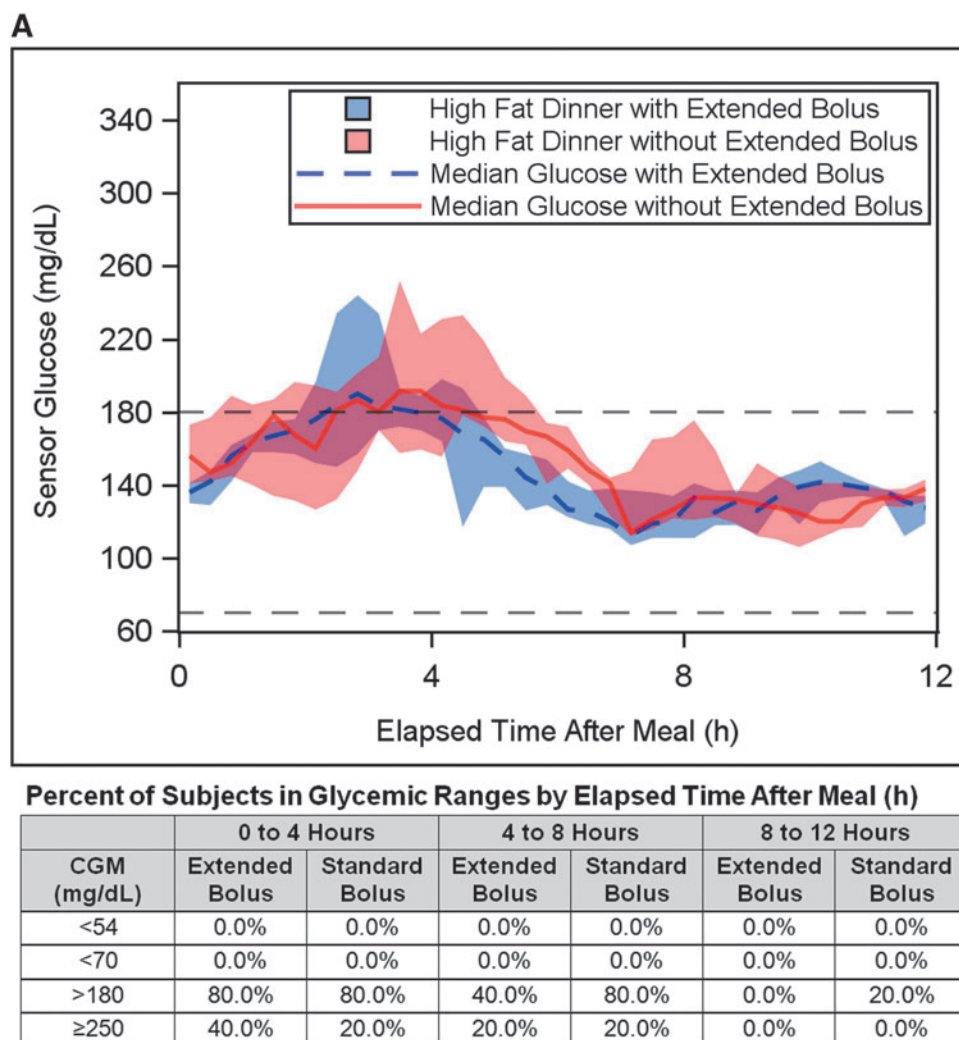 A
High Fat Dinner with Extended Bolus
High Fat Dinner without Extended Bolus
Median Glucose with Extended Bolus
Median Glucose without Extended Bolus
Sensor Glucose (mg/dL)
340
300
260
220
180
140
100
60
0 4 8 12
Elapsed Time After Meal (h)
Percent of Subjects in Glycemic Ranges by Elapsed Time After Meal (h)
0 to 4 Hours 4 to 8 Hours 8 to 12 Hours
CGM (mg/dL) Extended Bolus Standard Bolus Extended Bolus Standard Bolus Extended Bolus Standard Bolus
<54 0.0% 0.0% 0.0% 0.0% 0.0% 0.0%
<70 0.0% 0.0% 0.0% 0.0% 0.0% 0.0%
>180 80.0% 80.0% 40.0% 80.0% 0.0% 20.0%
≥250 40.0% 20.0% 20.0% 20.0% 0.0% 0.0%